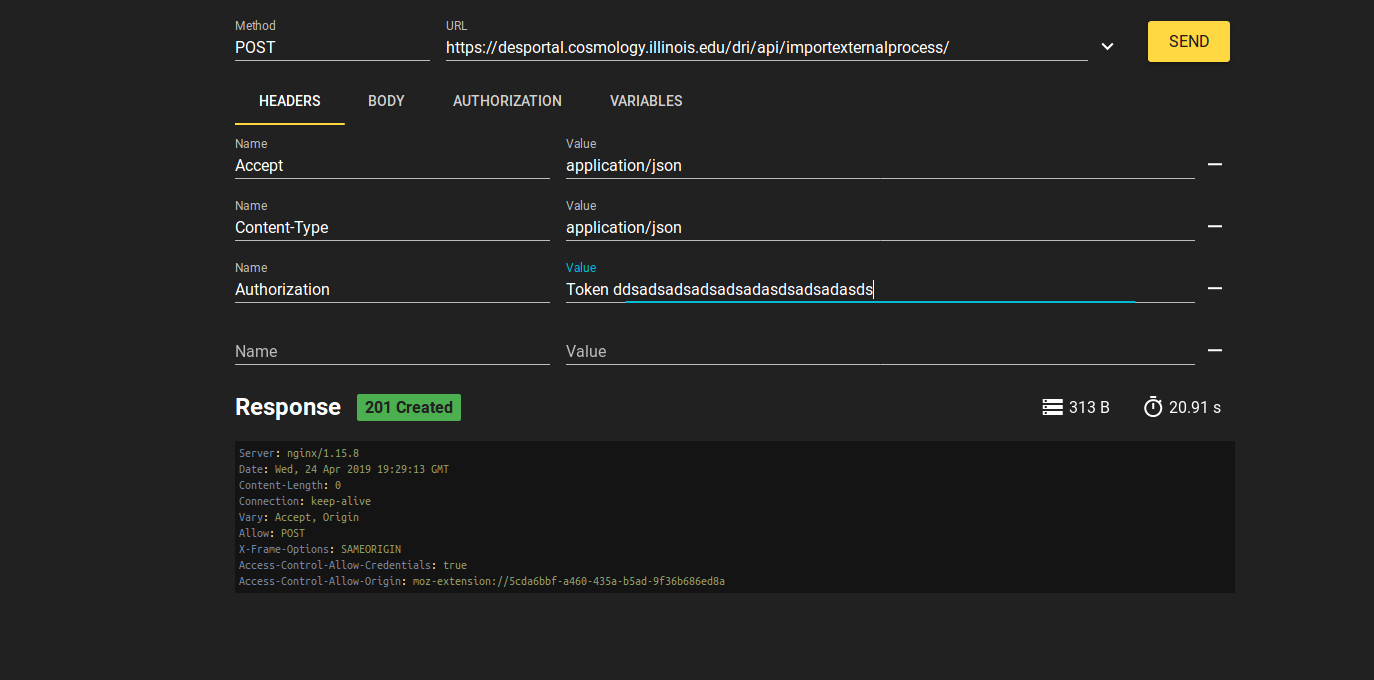 Method URL
POST https://desportal.cosmology.illinois.edu/dri/api/importexternalprocess/ SEND
HEADERS BODY AUTHORIZATION VARIABLES
Name Value
Accept application/json
Name Value
Content-Type application/json
Name Value
Authorization Token ddsadsadsadsadsadasdsadsadasds
Name Value
Response 201 Created 313 B 20.91 s
Server: nginx/1.15.8
Date: Wed, 24 Apr 2019 19:29:13 GMT
Content-Length: 0
Connection: keep-alive
Vary: Accept, Origin
Allow: POST
X-Frame-Options: SAMEORIGIN
Access-Control-Allow-Credentials: true
Access-Control-Allow-Origin: moz-extension://5cda6bbf-a460-435a-b5ad-9f36b686ed8a